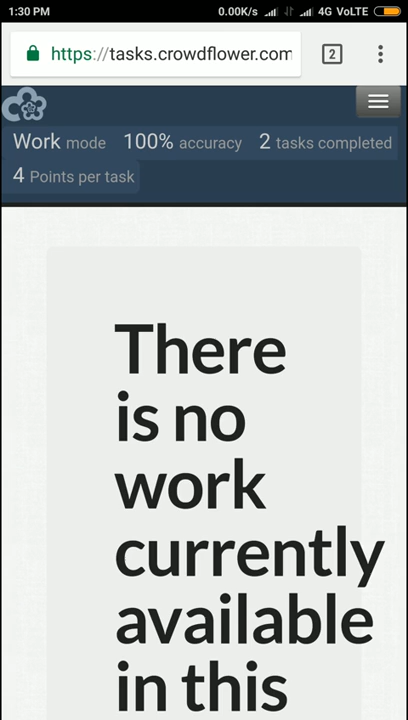 1:30 PM 0.00K/s 4G VoLTE
https://tasks.crowdflower.com 2
Work mode 100% accuracy 2 tasks completed
4 Points per task
There
is no
work
currently
available
in this